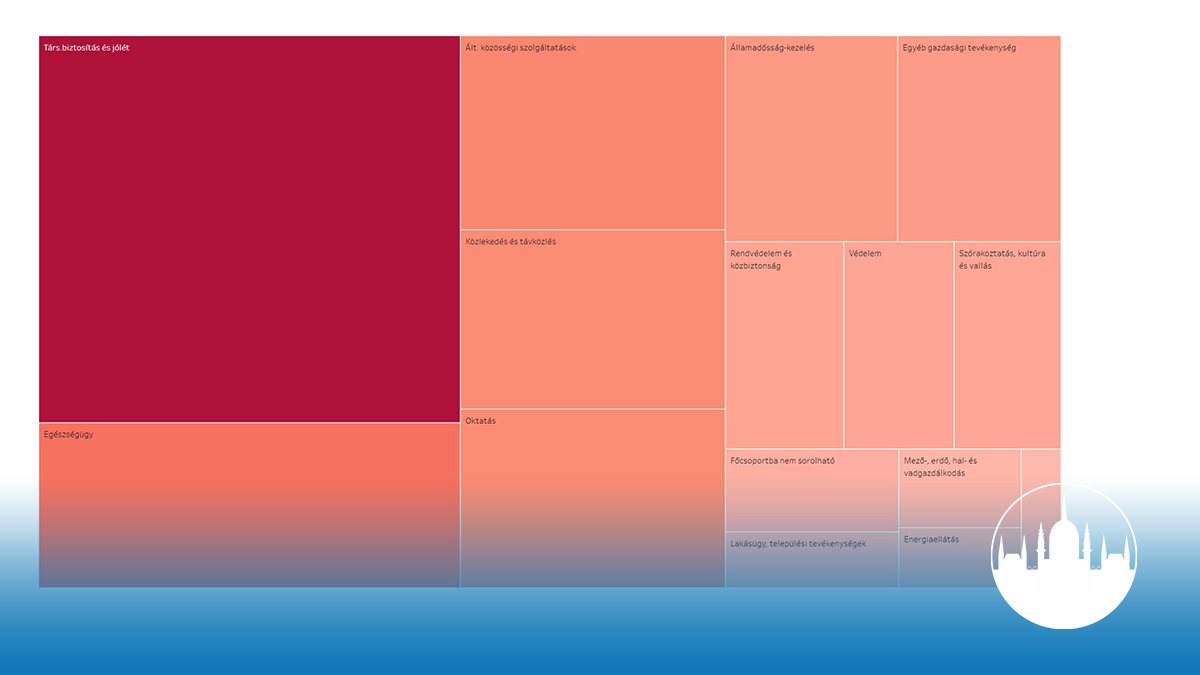 Társ.biztosítás és jólét
Ált. közösségi szolgáltatások
Államadósság-kezelés
Egyéb gazdasági tevékenység
Közlekedés és távközlés
Rendvédelem és
közbiztonság
Védelem
Szórakoztatás, kultúra
és vallás
Oktatás
Egészségügy
Főcsoportba nem sorolható
Mező-, erdő, hal- és
vadgazdálkodás
Lakásügy, települési tevékenységek
Energiaellátás